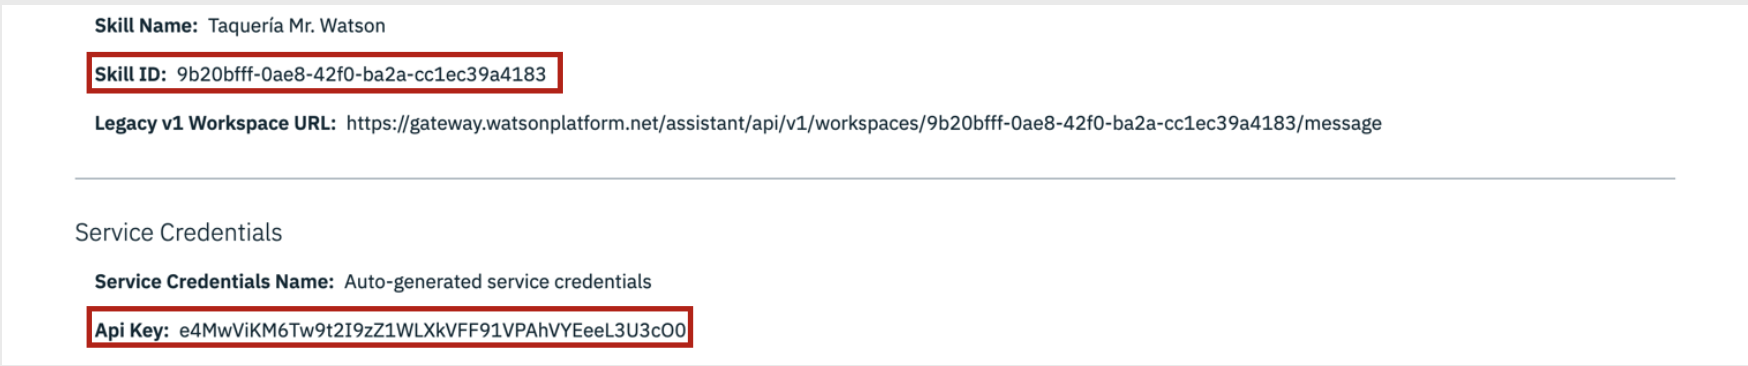 Skill Name: Taquería Mr. Watson
Skill ID: 9b20bfff-0ae8-42f0-ba2a-cc1ec39a4183
Legacy v1 Workspace URL: https://gateway.watsonplatform.net/assistant/api/v1/workspaces/9b20bfff-0ae8-42f0-ba2a-cc1ec39a4183/message
Service Credentials
Service Credentials Name: Auto-generated service credentials
Api Key: e4MwViKM6Tw9t2I9zZ1WLXkVFF91VPAhVYEeeL3U3cO0